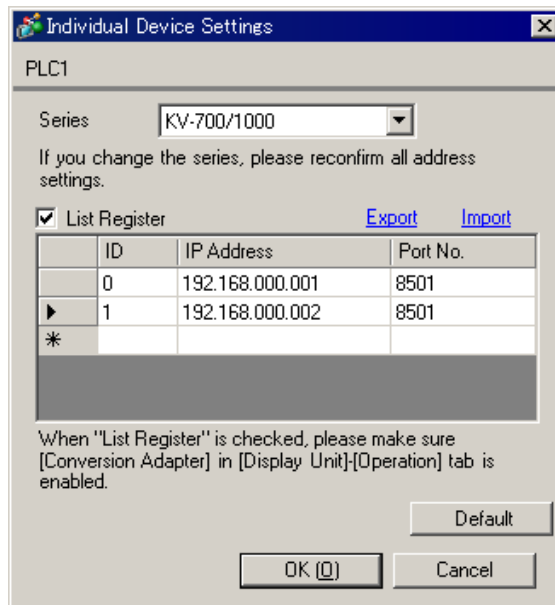 Individual Device Settings
PLC1
Series KV-700/1000
If you change the series, please reconfirm all address
settings.
List Register Export Import
ID IP Address Port No.
0 192.168.000.001 8501
1 192.168.000.002 8501
When "List Register" is checked, please make sure
[Conversion Adapter] in [Display Unit]-[Operation] tab is
enabled.
Default
OK (O) Cancel